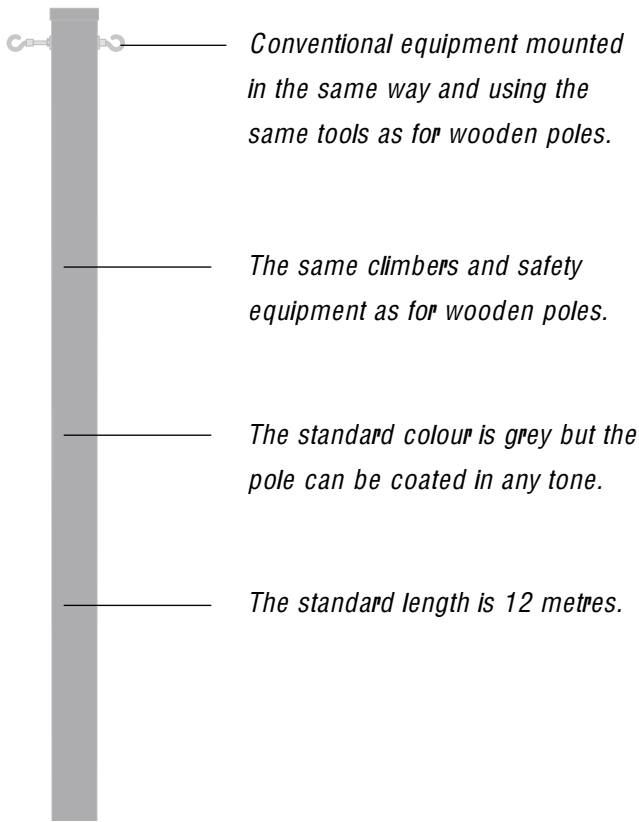 Conventional equipment mounted
in the same way and using the
same tools as for wooden poles.
The same climbers and safety
equipment as for wooden poles.
The standard colour is grey but the
pole can be coated in any tone.
The standard length is 12 metres.